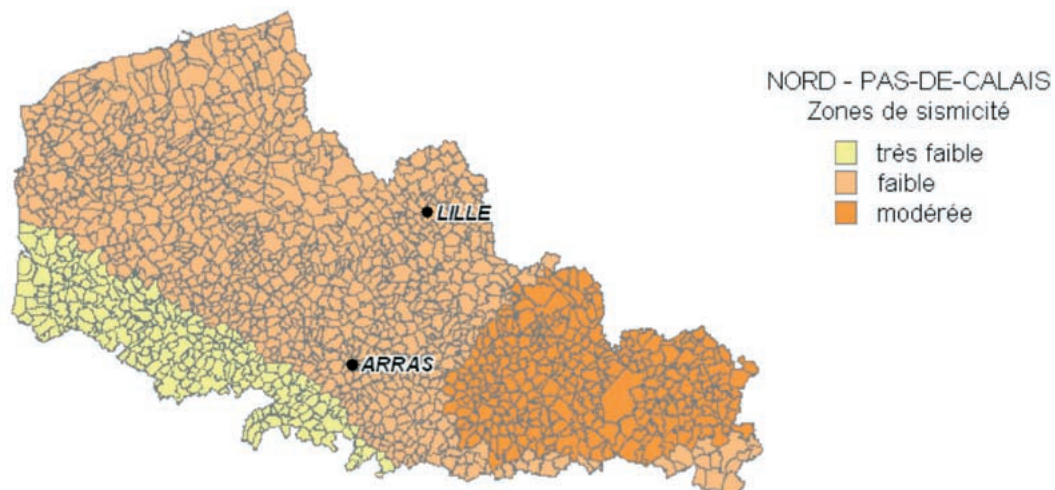 NORD - PAS-DE-CALAIS
Zones de sismicité
très faible
faible
modérée
LILLE
ARRAS